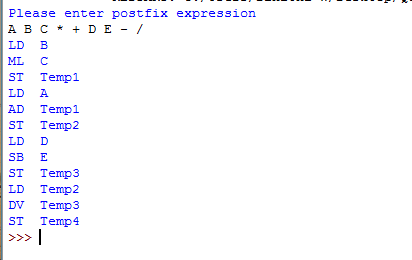 Please enter postfix expression
A B C * + D E - /
LD B
ML C
ST Temp1
LD A
AD Temp1
ST Temp2
LD D
SB E
ST Temp3
LD Temp2
DV Temp3
ST Temp4
>>>